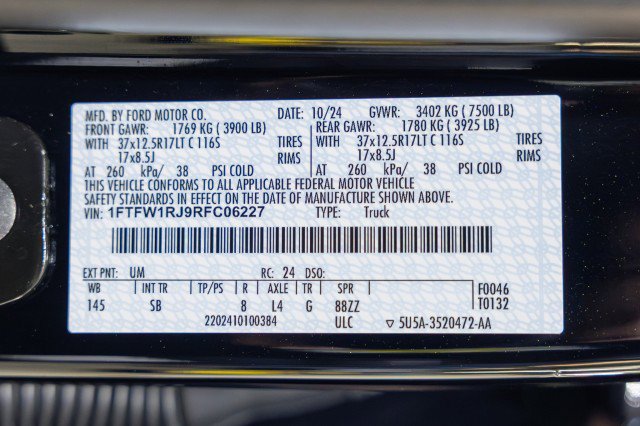 MFD. BY FORD MOTOR CO. DATE: 10/24 GVWR: 3402 KG ( 7500 LB)
FRONT GAWR: 1769 KG ( 3900 LB) REAR GAWR: 1780 KG ( 3925 LB)
WITH 37x12.5R17LT C 116S TIRES WITH 37x12.5R17LT C 116S TIRES
17x8.5J RIMS 17x8.5J RIMS
AT 260 kPa/ 38 PSI COLD AT 260 kPa/ 38 PSI COLD
THIS VEHICLE CONFORMS TO ALL APPLICABLE FEDERAL MOTOR VEHICLE
SAFETY STANDARDS IN EFFECT ON THE DATE OF MANUFACTURE SHOWN ABOVE.
VIN: 1FTFW1RJ9RFC06227 TYPE: Truck
EXT PNT: UM RC: 24 DSO:
WB INT TR TP/PS R AXLE TR SPR F0046
145 SB 8 L4 G 88ZZ T0132
2202410100384 ULC ▽ 5U5A-3520472-AA